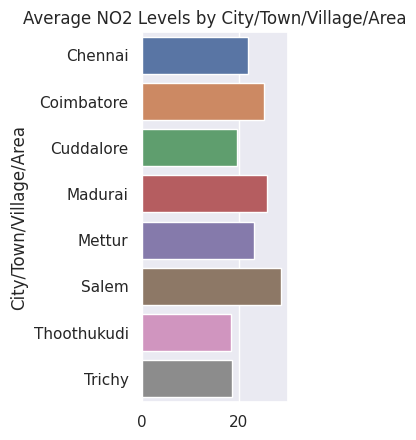 Average NO2 Levels by City/Town/Village/Area
City/Town/Village/Area
Chennai
Coimbatore
Cuddalore
Madurai
Mettur
Salem
Thoothukudi
Trichy
0 20